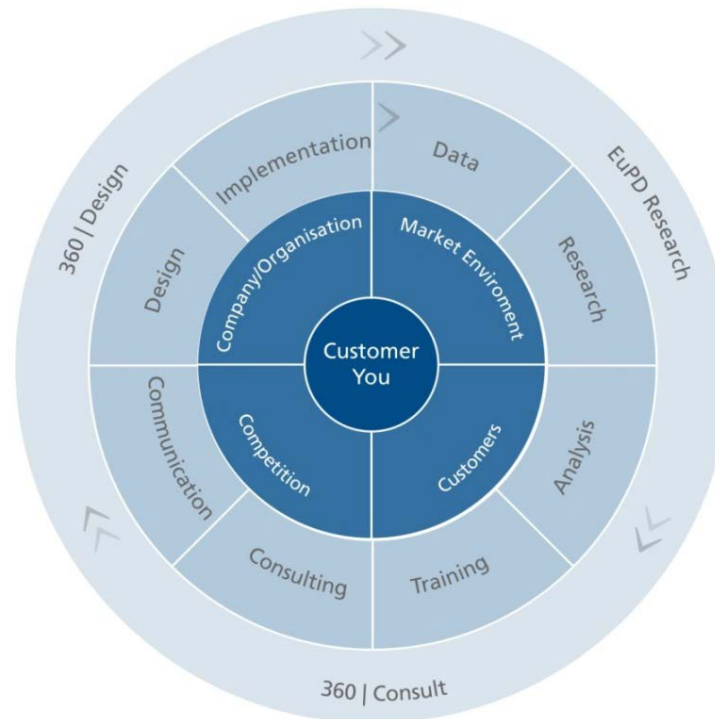 360 | Design
EuPD Research
360 | Consult
Implementation
Data
Research
Analysis
Training
Consulting
Communication
Design
Company/Organisation
Market Enviroment
Customers
Competition
Customer
You